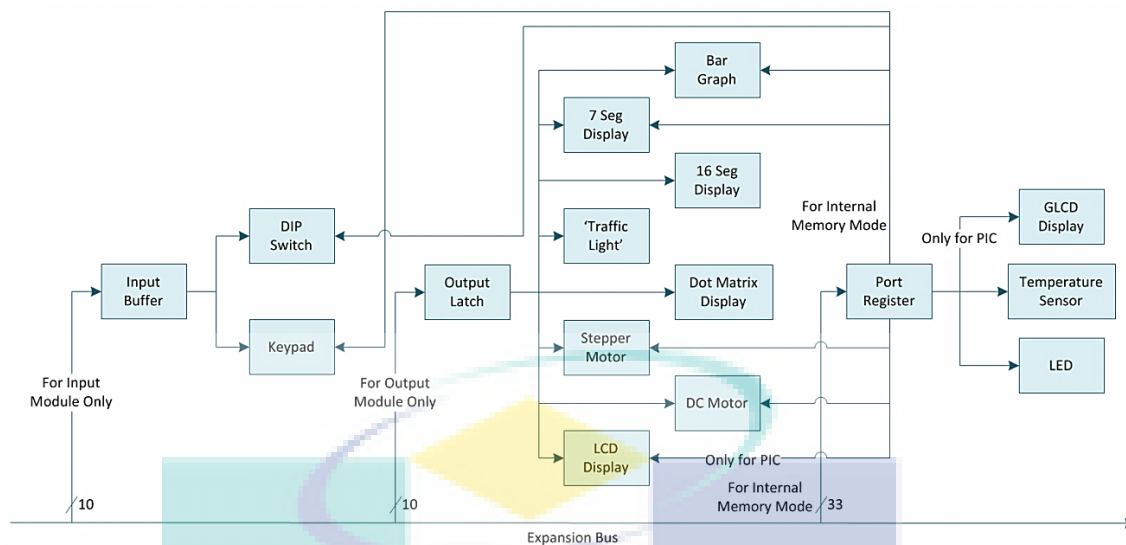 Bar
Graph
7 Seg
Display
16 Seg
Display
For Internal
Memory Mode
GLCD
Display
DIP
Switch
'Traffic
Light'
Only for PIC
Input
Buffer
Output
Latch
Dot Matrix
Display
Port
Register
Temperature
Sensor
Keypad
Stepper
Motor
LED
For Input
Module Only
For Output
Module Only
DC Motor
LCD
Display
Only for PIC
For Internal
Memory Mode
10
10
33
Expansion Bus